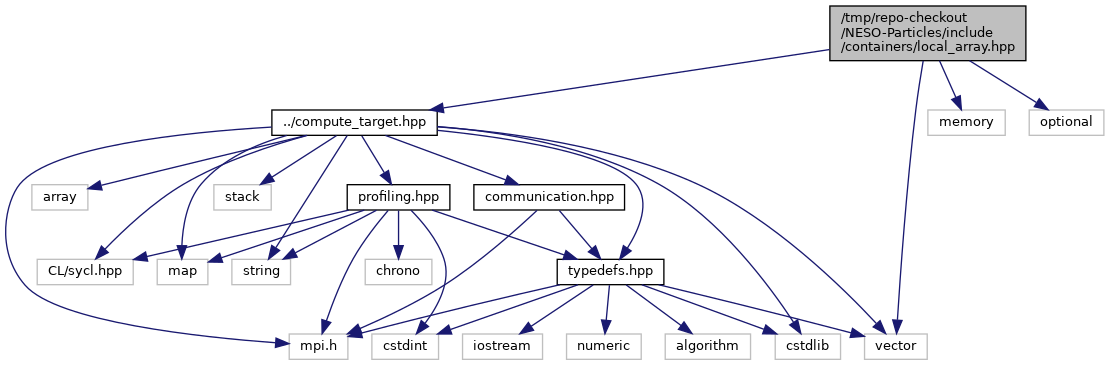 /tmp/repo-checkout
/NESO-Particles/include
/containers/local_array.hpp
../compute_target.hpp
memory
optional
array
stack
profiling.hpp
communication.hpp
CL/sycl.hpp
map
string
chrono
typedefs.hpp
mpi.h
cstdint
iostream
numeric
algorithm
cstdlib
vector